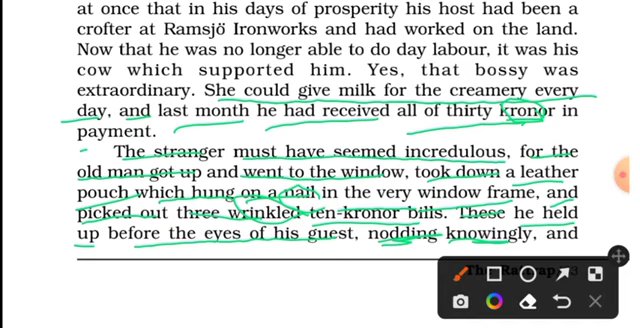 at once that in his days of prosperity his host had been a
crofter at Ramsjö Ironworks and had worked on the land.
Now that he was no longer able to do day labour, it was his
cow which supported him. Yes, that bossy was
extraordinary. She could give milk for the creamery every
day, and last month he had received all of thirty kronor in
payment.
The stranger must have seemed incredulous, for the
old man got up and went to the window, took down a leather
pouch which hung on a nail in the very window frame, and
picked out three wrinkled ten-kronor bills. These he held
up before the eyes of his guest, nodding knowingly, and